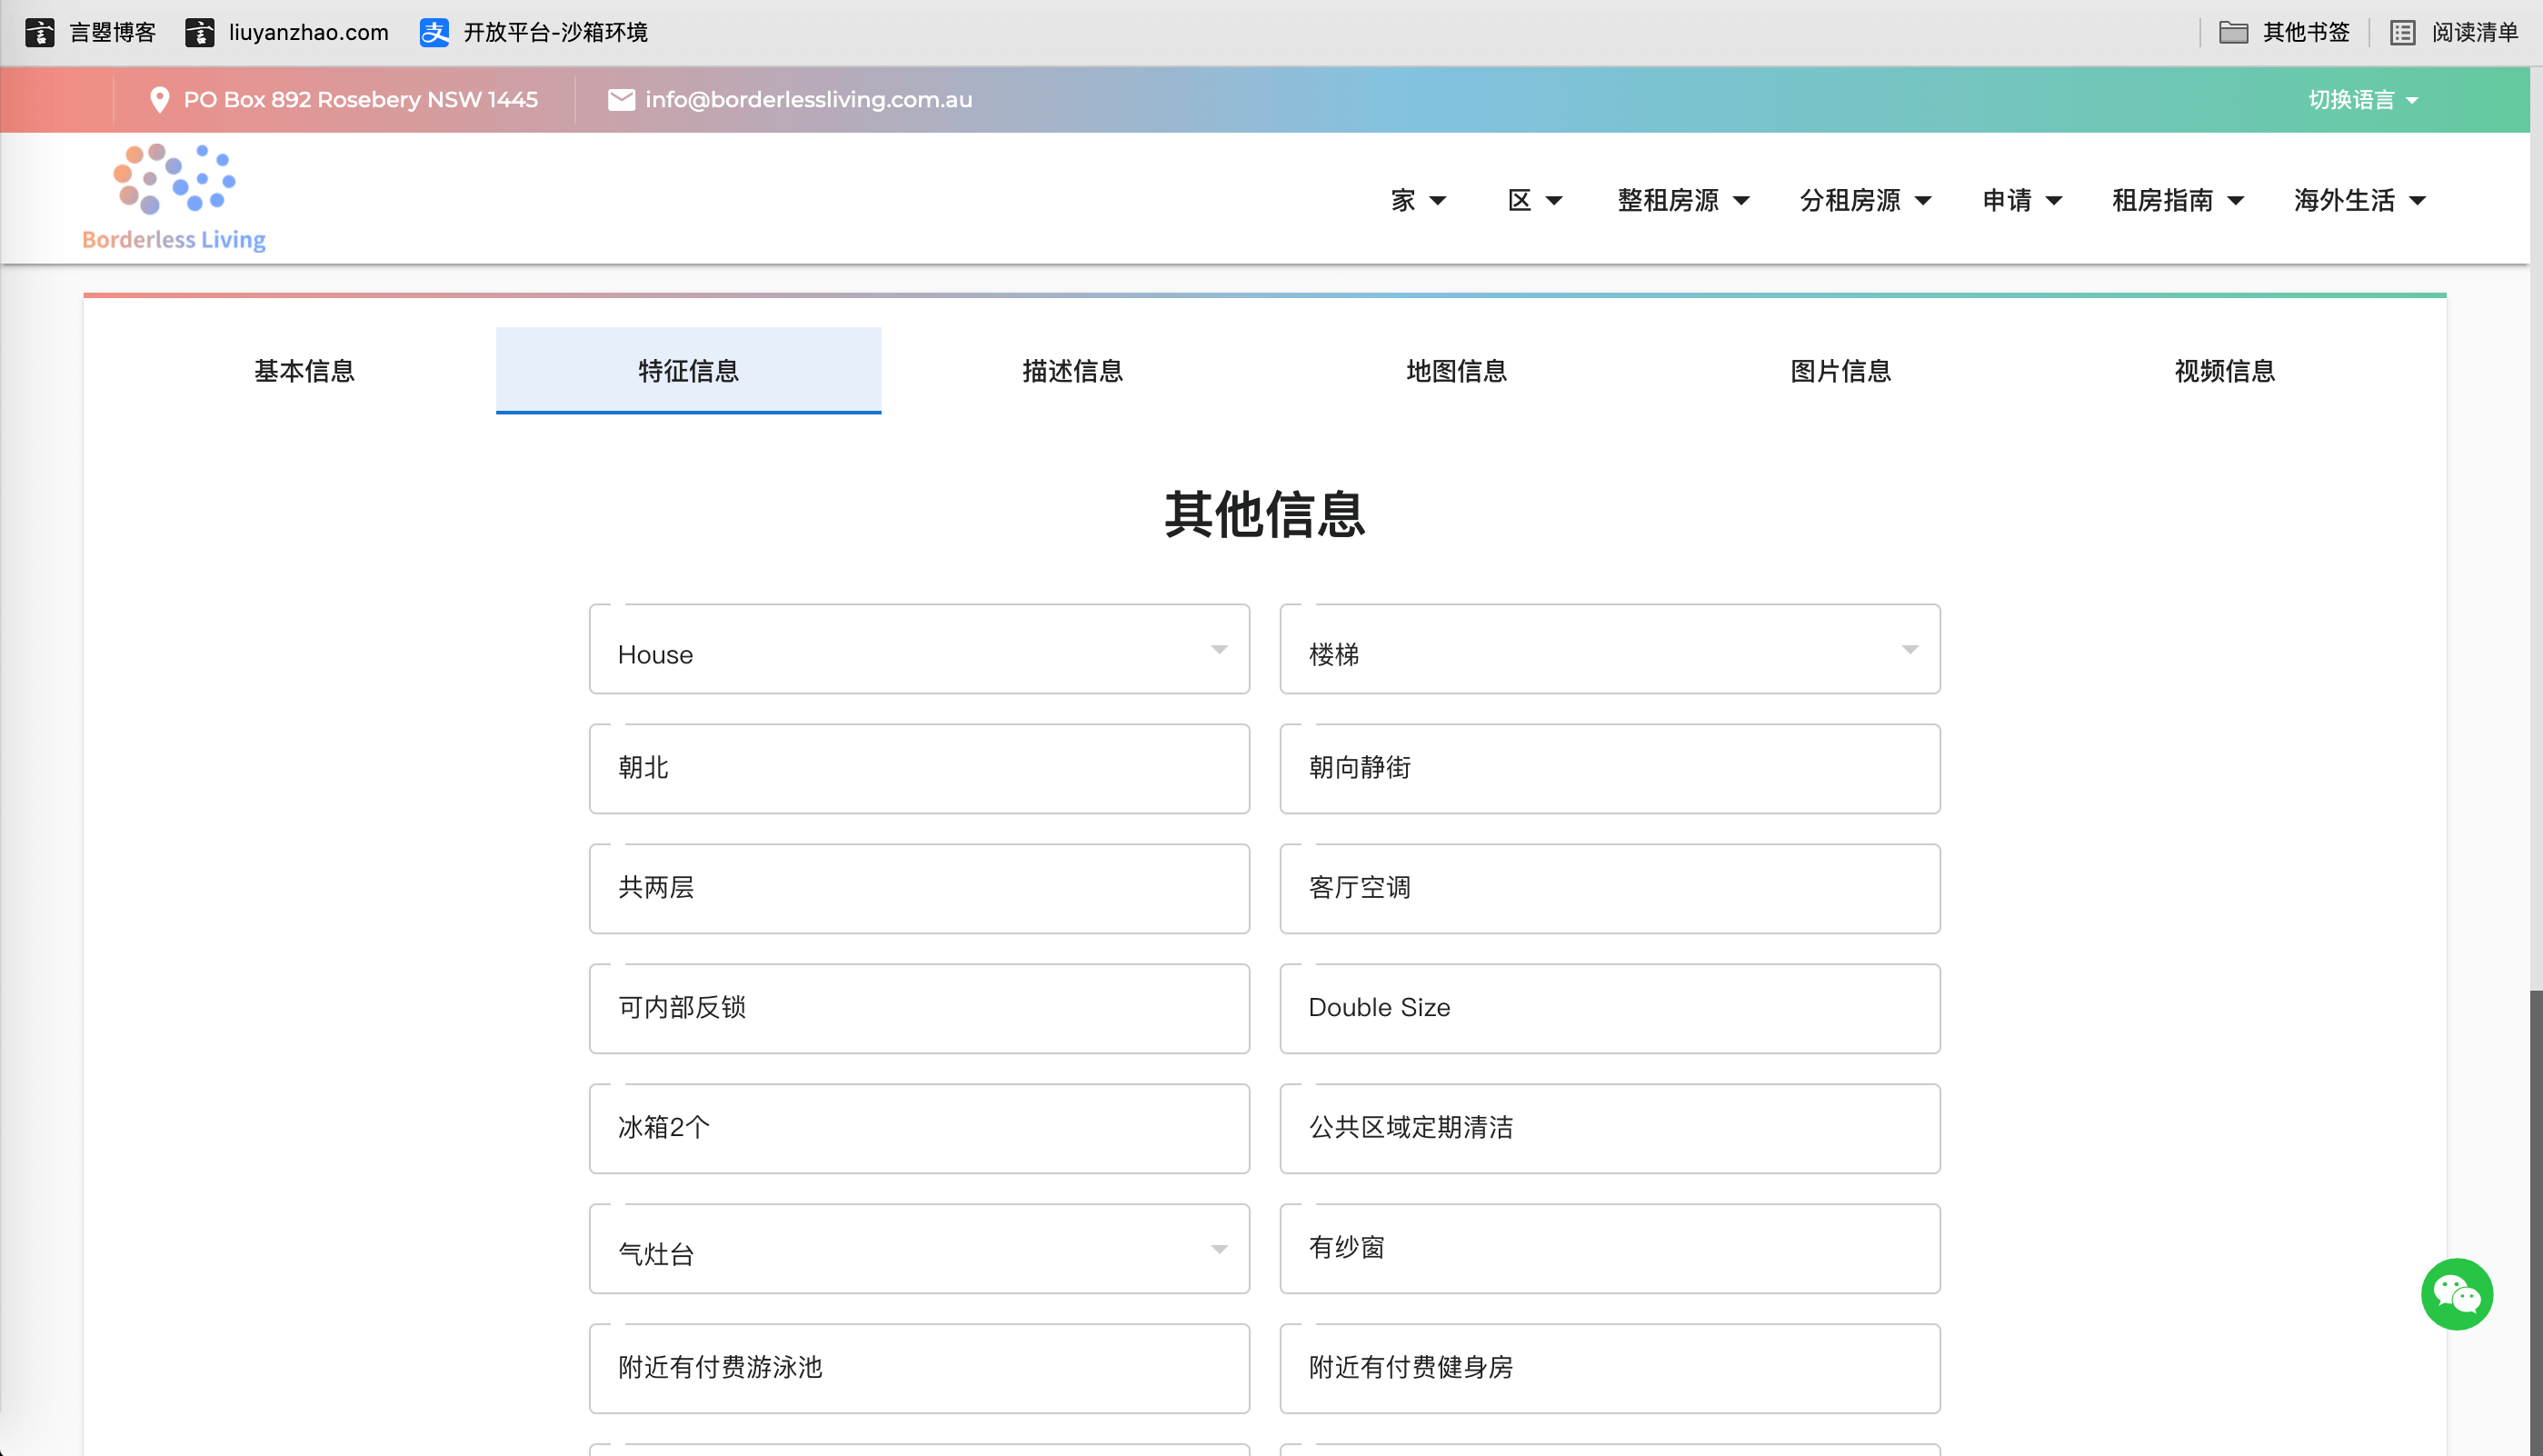 言曌博客 liuyanzhao.com 开放平台-沙箱环境 其他书签 阅读清单
PO Box 892 Rosebery NSW 1445 info@borderlessliving.com.au 切换语言
Borderless Living
家 区 整租房源 分租房源 申请 租房指南 海外生活
基本信息 特征信息 描述信息 地图信息 图片信息 视频信息
其他信息
House 楼梯
朝北 朝向静街
共两层 客厅空调
可内部反锁 Double Size
冰箱2个 公共区域定期清洁
气灶台 有纱窗
附近有付费游泳池 附近有付费健身房